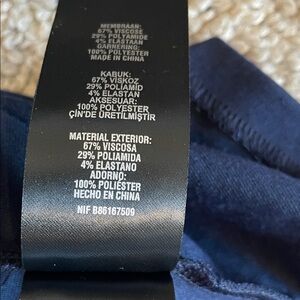 MEMBRAAN:
67% VISCOSE
29% POLYAMIDE
4% ELASTAAN
GARNERING:
100% POLYESTER
MADE IN CHINA
KABUK:
67% VİSKOZ
29% POLİAMİD
4% ELASTAN
AKSESUAR:
100% POLYESTER
ÇİN'DE ÜRETİLMİŞTİR
MATERIAL EXTERIOR:
67% VISCOSA
29% POLIAMIDA
4% ELASTANO
ADORNO:
100% POLIÉSTER
HECHO EN CHINA
NIF B86167509